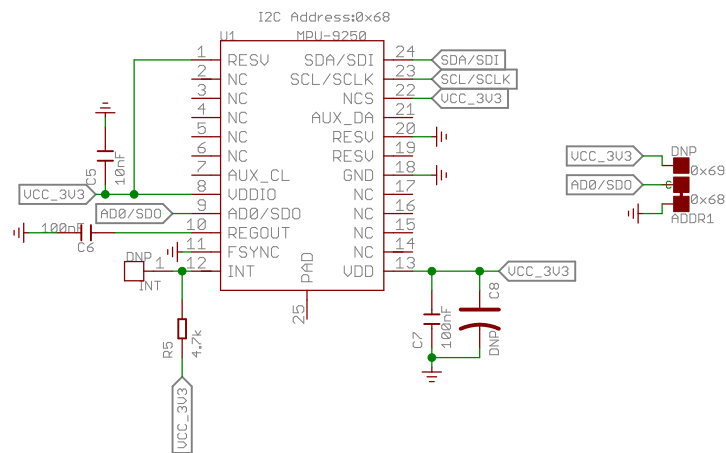 I2C Address:0x68
U1
MPU-9250
1
RESV
SDA/SDI
24
SDA/SDI
2
NC
SCL/SCLK
23
SCL/SCLK
3
NC
NCS
22
VCC_3V3
4
NC
AUX_DA
21
5
NC
RESV
20
6
NC
RESV
19
7
AUX_CL
GND
18
VCC_3V3
C5
10nF
8
VDDIO
NC
17
AD0/SDO
9
AD0/SDO
NC
16
100nF
C6
10
REGOUT
NC
15
11
FSYNC
NC
14
DNP
1
INT
12
INT
VDD
13
VCC_3V3
PAD
25
R5
4.7k
VCC_3V3
C7
100nF
C8
DNP
VCC_3V3
DNP
0x69
AD0/SDO
0x68
ADDR1